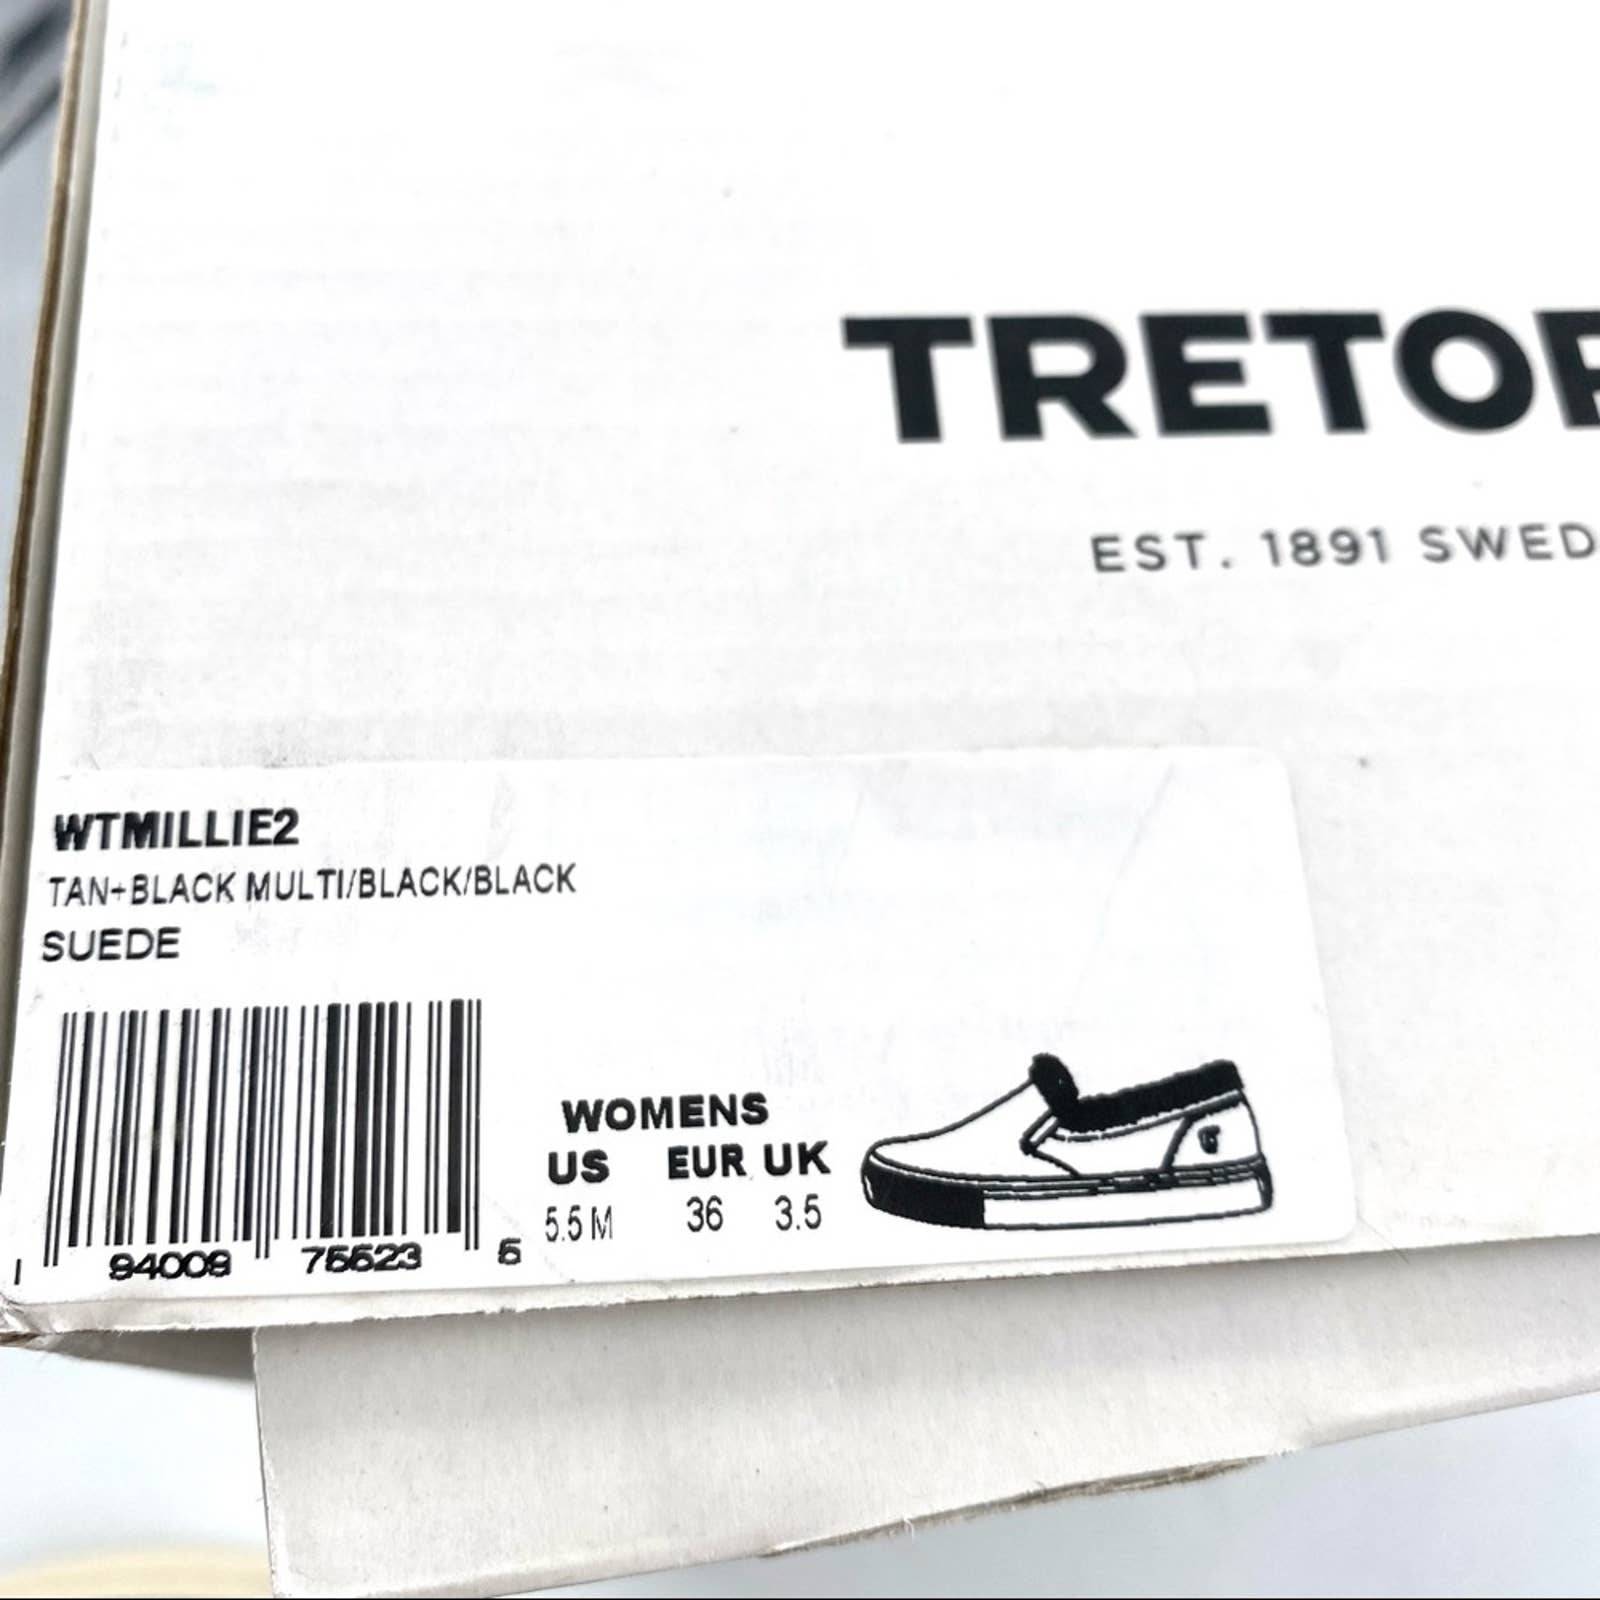 TRETOR
EST. 1891 SWED
WTMILLIE2
TAN+BLACK MULTI/BLACK/BLACK
SUEDE
WOMENS
US EUR UK
5.5 M 36 3.5
1 94009 75523 5